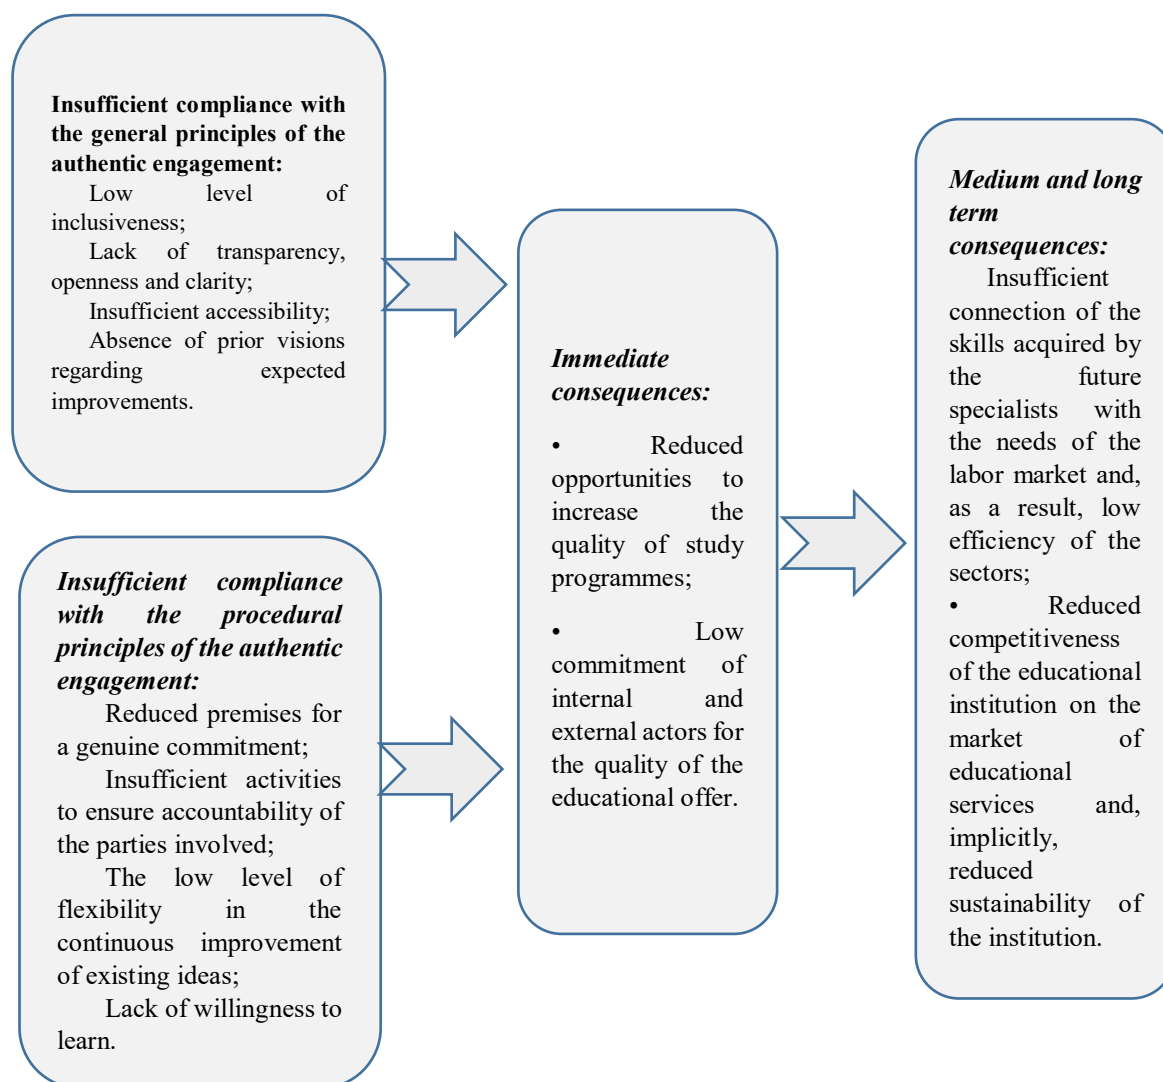 Insufficient compliance with
the general principles of the
authentic engagement:
Low level of
inclusiveness;
Lack of transparency,
openness and clarity;
Insufficient accessibility;
Absence of prior visions
regarding expected
improvements.
Insufficient compliance
with the procedural
principles of the authentic
engagement:
Reduced premises for
a genuine commitment;
Insufficient activities
to ensure accountability of
the parties involved;
The low level of
flexibility in the
continuous improvement
of existing ideas;
Lack of willingness to
learn.
Immediate
consequences:
• Reduced
opportunities to
increase the
quality of study
programmes;
• Low
commitment of
internal and
external actors for
the quality of the
educational offer.
Medium and long
term
consequences:
Insufficient
connection of the
skills acquired by
the future
specialists with
the needs of the
labor market and,
as a result, low
efficiency of the
sectors;
• Reduced
competitiveness
of the educational
institution on the
market of
educational
services and,
implicitly,
reduced
sustainability of
the institution.